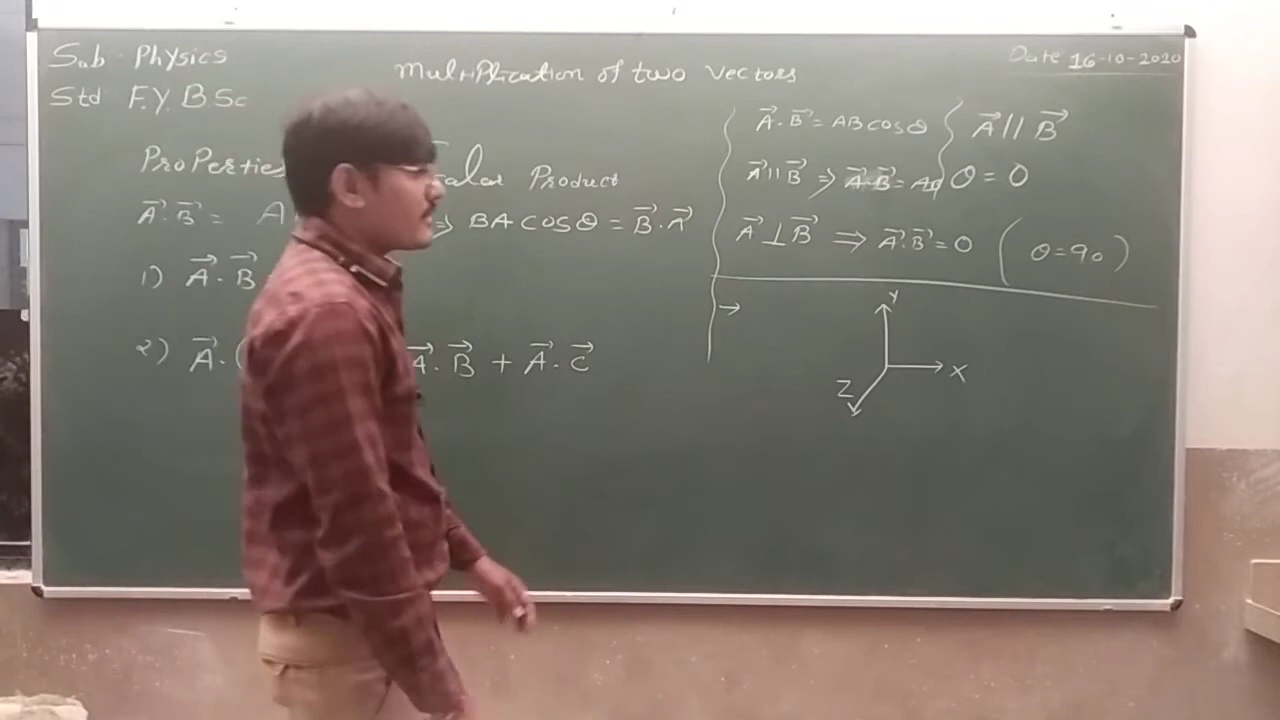 Sub - Physics
Std F.Y. B Sc
Multiplication of two vectors
Date 16-10-2020
Properties
Product
A⃗ · B⃗ =
⇒ BA COSθ = B⃗ · A⃗
1) A⃗ · B⃗
2) A⃗ · (
A⃗ · B⃗ + A⃗ · C⃗
A⃗ · B⃗ = AB COSθ
A⃗ || B⃗ ⇒ A⃗ · B⃗ = AB
A⃗ ⊥ B⃗ ⇒ A⃗ · B⃗ = 0 (θ = 90)
A⃗ || B⃗
θ = 0
→
Y
X
Z